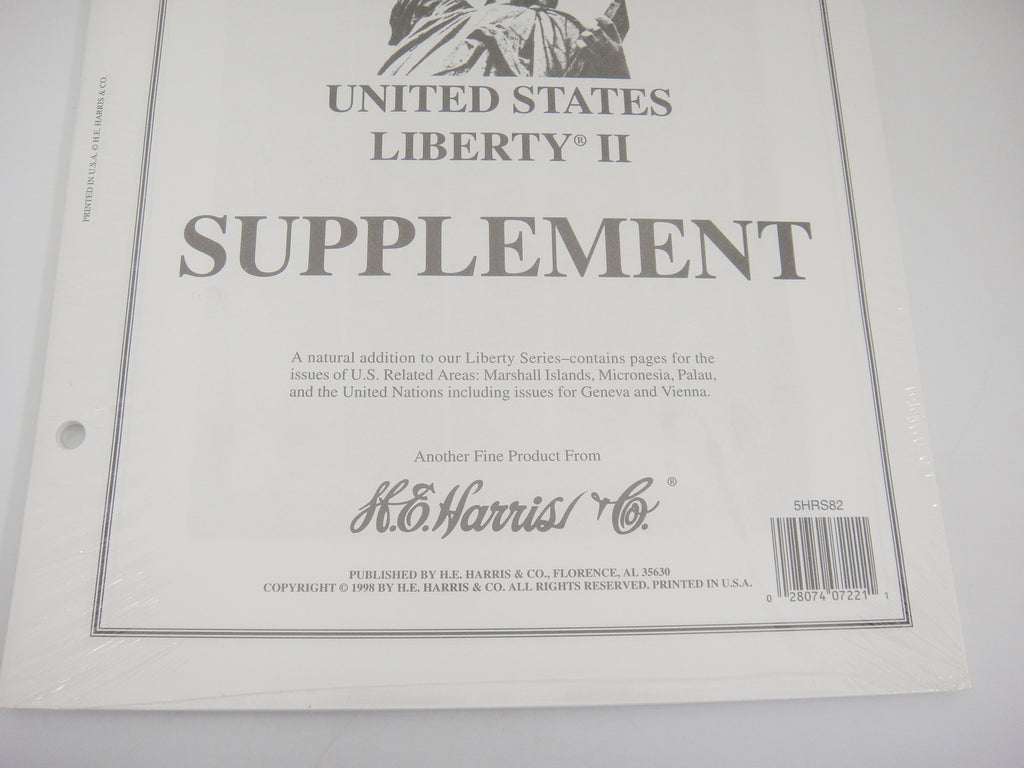 PRINTED IN U.S.A. © H.E. HARRIS & CO.
UNITED STATES
LIBERTY® II
SUPPLEMENT
A natural addition to our Liberty Series–contains pages for the
issues of U.S. Related Areas: Marshall Islands, Micronesia, Palau,
and the United Nations including issues for Geneva and Vienna.
Another Fine Product From
H.E. Harris & Co.®
PUBLISHED BY H.E. HARRIS & CO., FLORENCE, AL 35630
COPYRIGHT © 1998 BY H.E. HARRIS & CO. ALL RIGHTS RESERVED. PRINTED IN U.S.A.
5HRS82
0 28074 07221 1